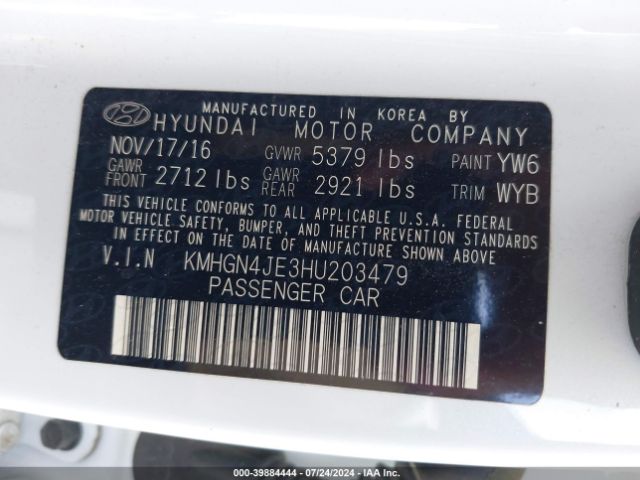 MANUFACTURED IN KOREA BY
HYUNDAI MOTOR COMPANY
NOV/17/16 GVWR 5379 lbs PAINT YW6
GAWR FRONT 2712 lbs GAWR REAR 2921 lbs TRIM WYB
THIS VEHICLE CONFORMS TO ALL APPLICABLE U.S.A. FEDERAL
MOTOR VEHICLE SAFETY, BUMPER, AND THEFT PREVENTION STANDARDS
IN EFFECT ON THE DATE OF MANUFACTURE SHOWN ABOVE
V.I.N KMHGN4JE3HU203479
PASSENGER CAR
000-39884444 - 07/24/2024 - IAA Inc.